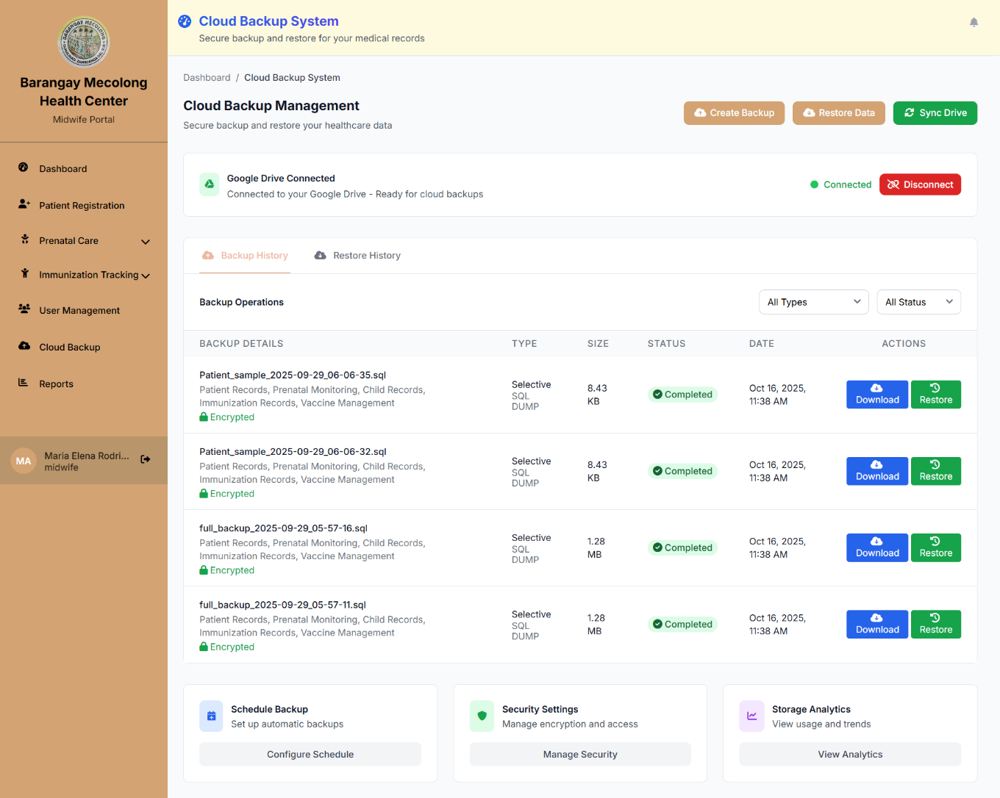 BARANGAY MECOLONG
Barangay Mecolong
Health Center
Midwife Portal
Dashboard
Patient Registration
Prenatal Care
Immunization Tracking
User Management
Cloud Backup
Reports
MA
Maria Elena Rodri...
midwife
Cloud Backup System
Secure backup and restore for your medical records
Dashboard / Cloud Backup System
Cloud Backup Management
Secure backup and restore your healthcare data
Create Backup
Restore Data
Sync Drive
Google Drive Connected
Connected to your Google Drive - Ready for cloud backups
Connected
Disconnect
Backup History
Restore History
Backup Operations
All Types
All Status
BACKUP DETAILS TYPE SIZE STATUS DATE ACTIONS
Patient_sample_2025-09-29_06-06-35.sql
Patient Records, Prenatal Monitoring, Child Records,
Immunization Records, Vaccine Management
Encrypted
Selective
SQL
DUMP
8.43
KB
Completed
Oct 16, 2025,
11:38 AM
Download
Restore
Patient_sample_2025-09-29_06-06-32.sql
Patient Records, Prenatal Monitoring, Child Records,
Immunization Records, Vaccine Management
Encrypted
Selective
SQL
DUMP
8.43
KB
Completed
Oct 16, 2025,
11:38 AM
Download
Restore
full_backup_2025-09-29_05-57-16.sql
Patient Records, Prenatal Monitoring, Child Records,
Immunization Records, Vaccine Management
Encrypted
Selective
SQL
DUMP
1.28
MB
Completed
Oct 16, 2025,
11:38 AM
Download
Restore
full_backup_2025-09-29_05-57-11.sql
Patient Records, Prenatal Monitoring, Child Records,
Immunization Records, Vaccine Management
Encrypted
Selective
SQL
DUMP
1.28
MB
Completed
Oct 16, 2025,
11:38 AM
Download
Restore
Schedule Backup
Set up automatic backups
Configure Schedule
Security Settings
Manage encryption and access
Manage Security
Storage Analytics
View usage and trends
View Analytics